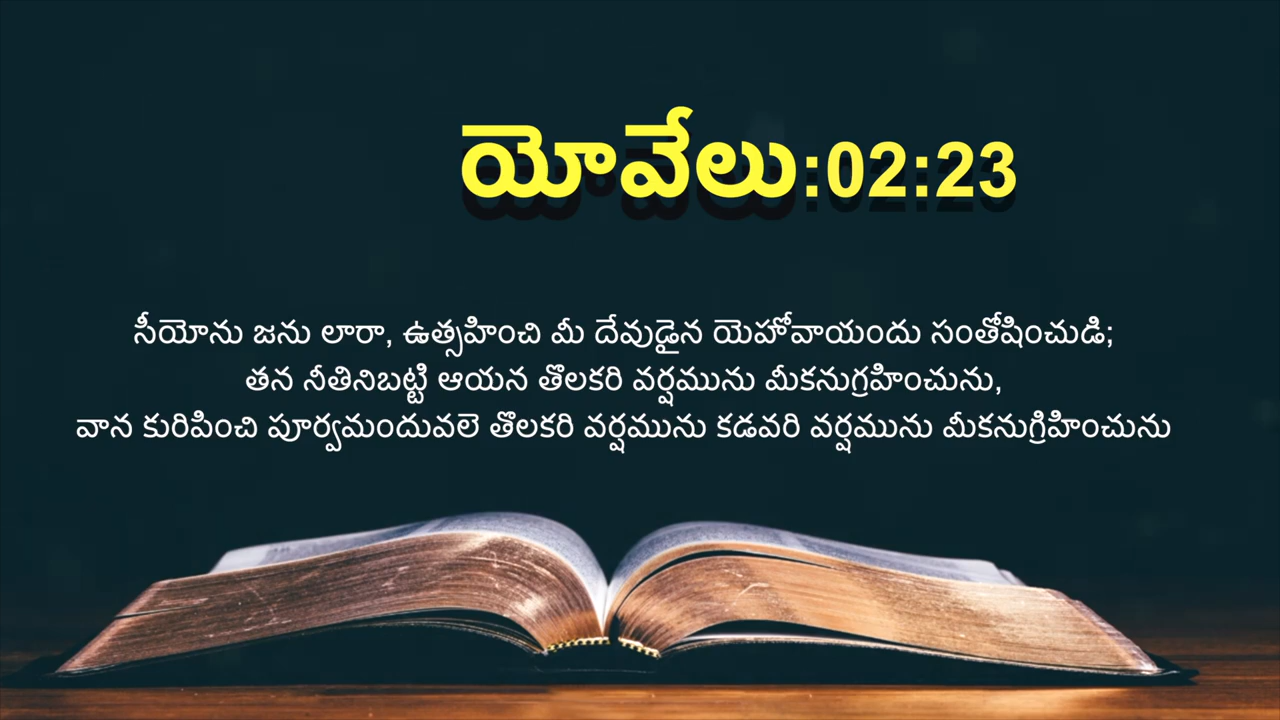 యోవేలు:02:23
సీయోను జను లారా, ఉత్సహించి మీ దేవుడైన యెహోవాయందు సంతోషించుడి;
తన నీతినిబట్టి ఆయన తొలకరి వర్షమును మీకనుగ్రహించును,
వాన కురిపించి పూర్వమందువలె తొలకరి వర్షమును కడవరి వర్షమును మీకనుగ్రిహించును